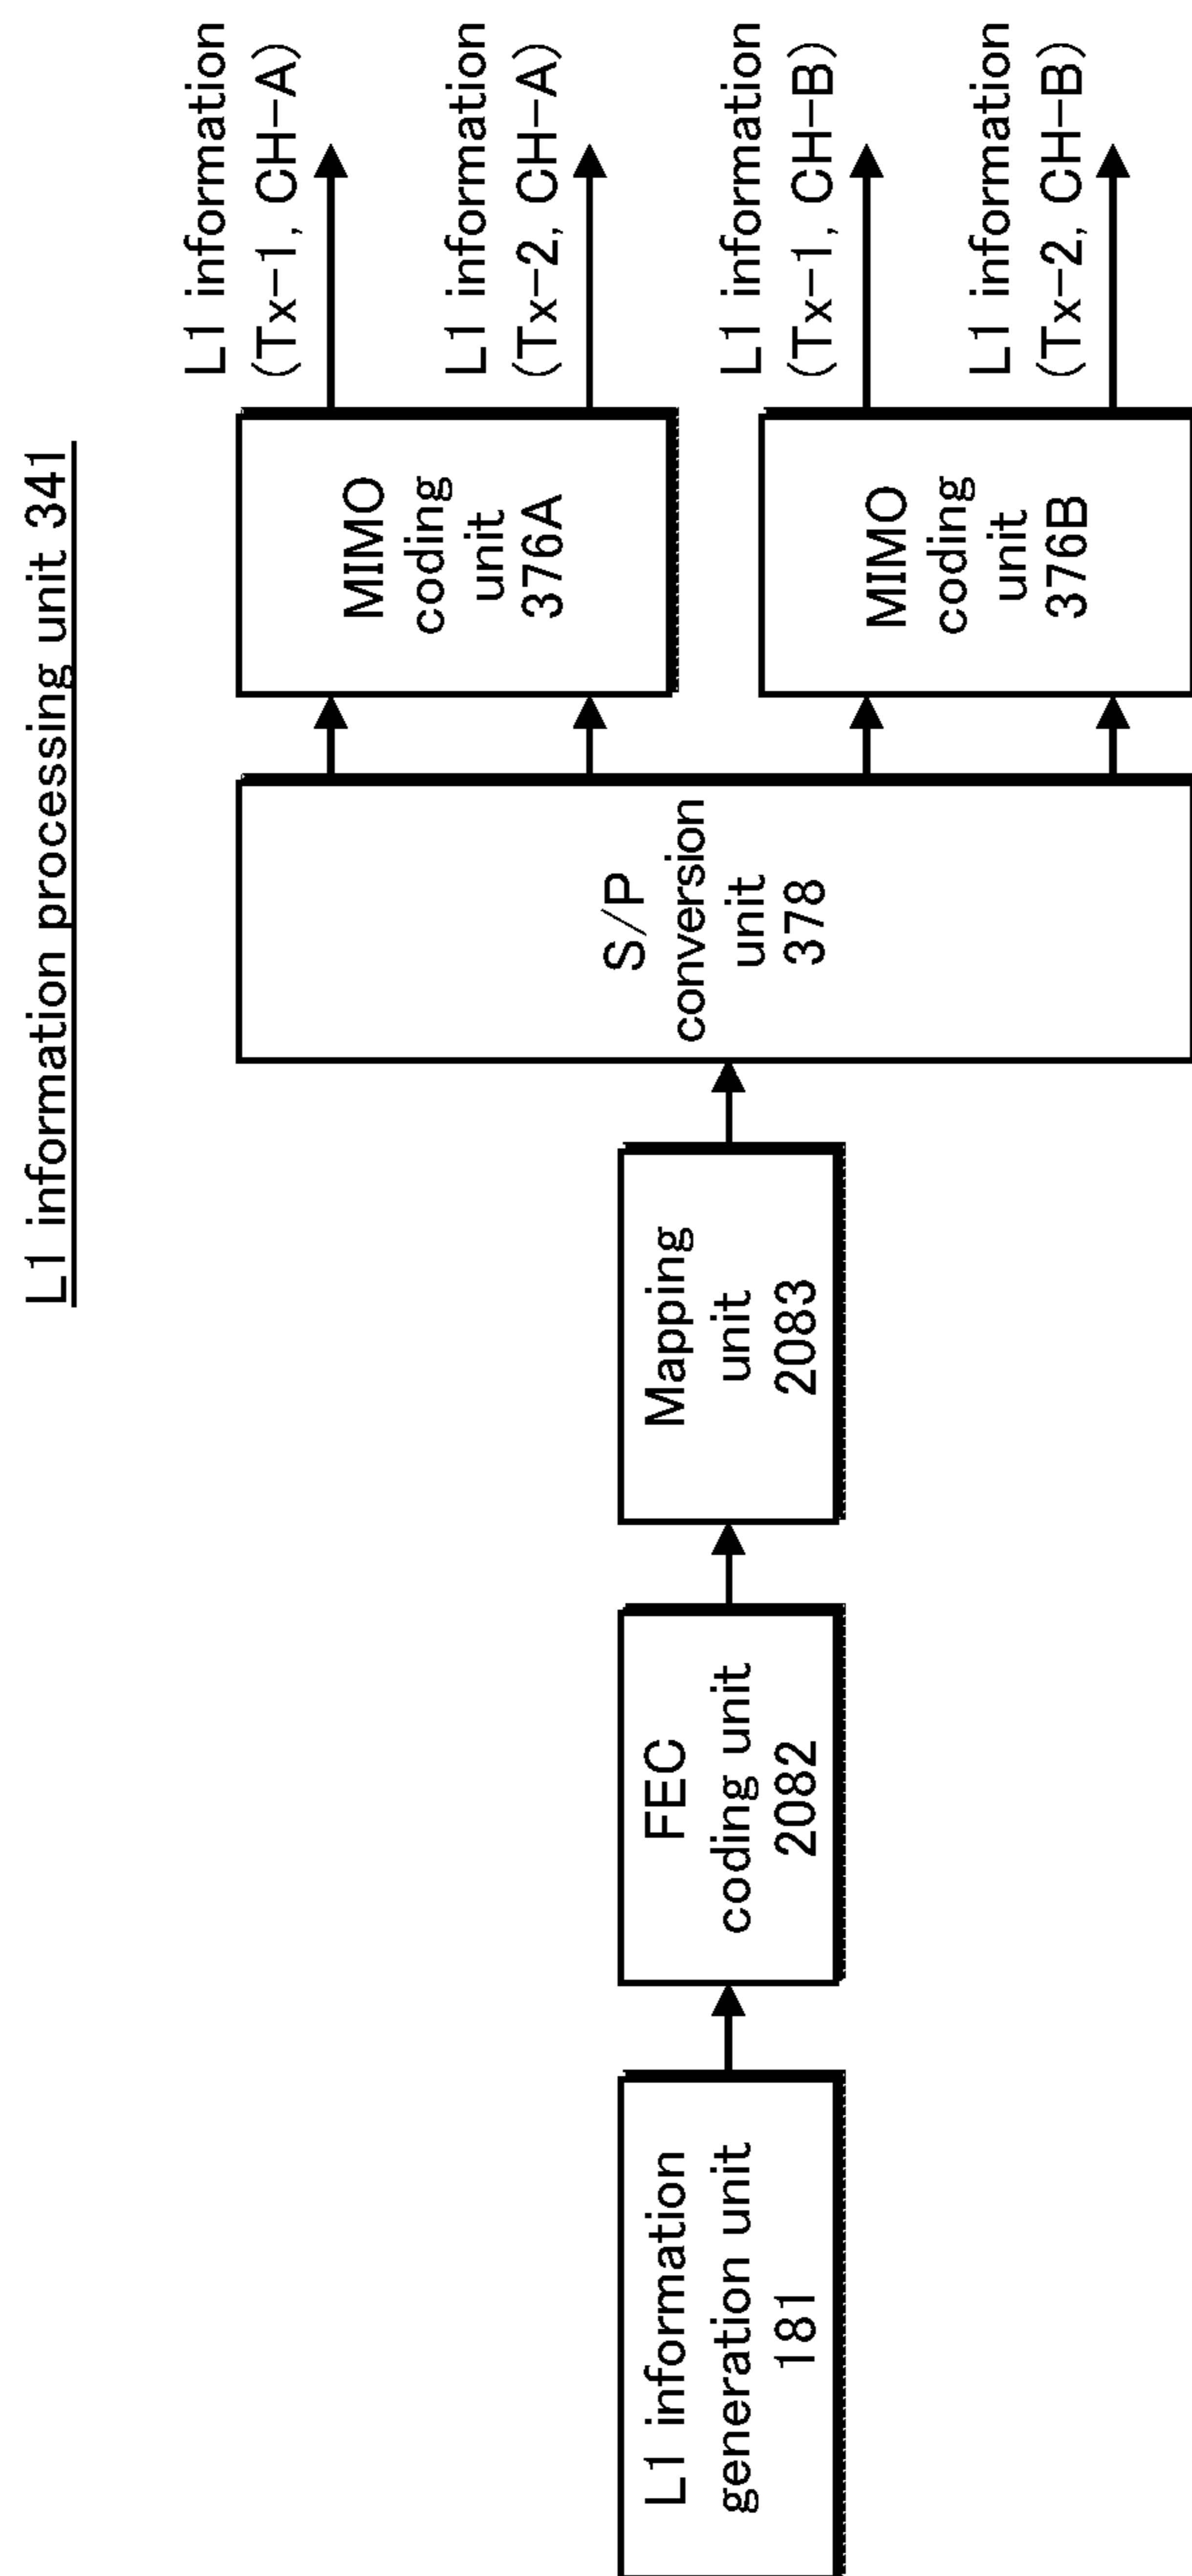 L1 information processing unit 341
L1 information
generation unit
181
FEC
coding unit
2082
Mapping
unit
2083
S/P
conversion
unit
378
MIMO
coding
unit
376A
MIMO
coding
unit
376B
L1 information
(Tx-1, CH-A)
L1 information
(Tx-2, CH-A)
L1 information
(Tx-1, CH-B)
L1 information
(Tx-2, CH-B)